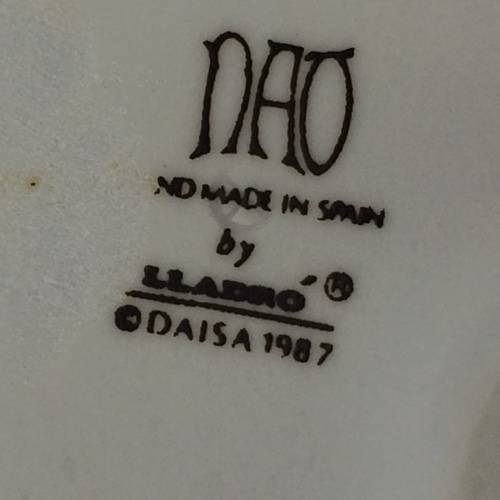 NAO
ND MADE IN SPAIN
by
LLADRÓ ®
© DAISA 1987